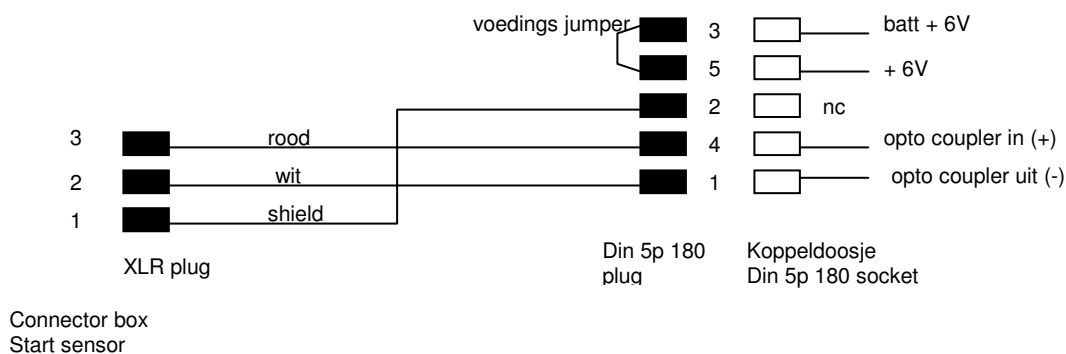 voedings jumper 3 batt + 6V
5 + 6V
2 nc
3 rood 4 opto coupler in (+)
2 wit 1 opto coupler uit (-)
1 shield
XLR plug
Din 5p 180
plug
Koppeldoosje
Din 5p 180 socket
Connector box
Start sensor